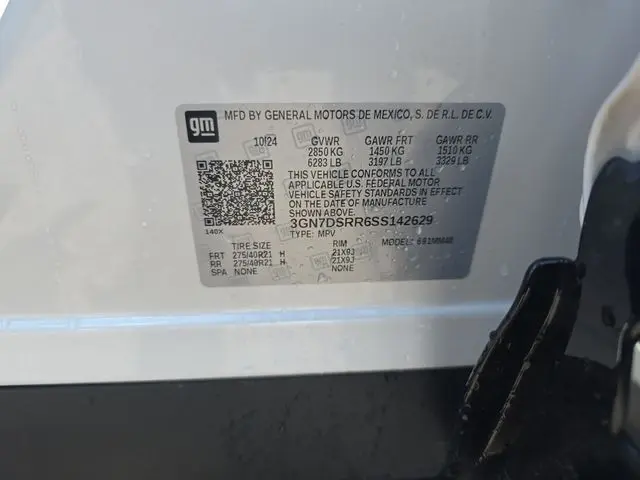 gm
MFD BY GENERAL MOTORS DE MEXICO, S. DE R.L. DE C.V.
10/24 GVWR GAWR FRT GAWR RR
2850 KG 1450 KG 1510 KG
6283 LB 3197 LB 3329 LB
THIS VEHICLE CONFORMS TO ALL
APPLICABLE U.S. FEDERAL MOTOR
VEHICLE SAFETY STANDARDS IN EFFECT
ON THE DATE OF MANUFACTURE
SHOWN ABOVE.
140X
3GN7DSRR6SS142629
TYPE: MPV MODEL: 691MM48
TIRE SIZE RIM
FRT 275/40R21 H 21X9J
RR 275/40R21 H 21X9J
SPA NONE NONE